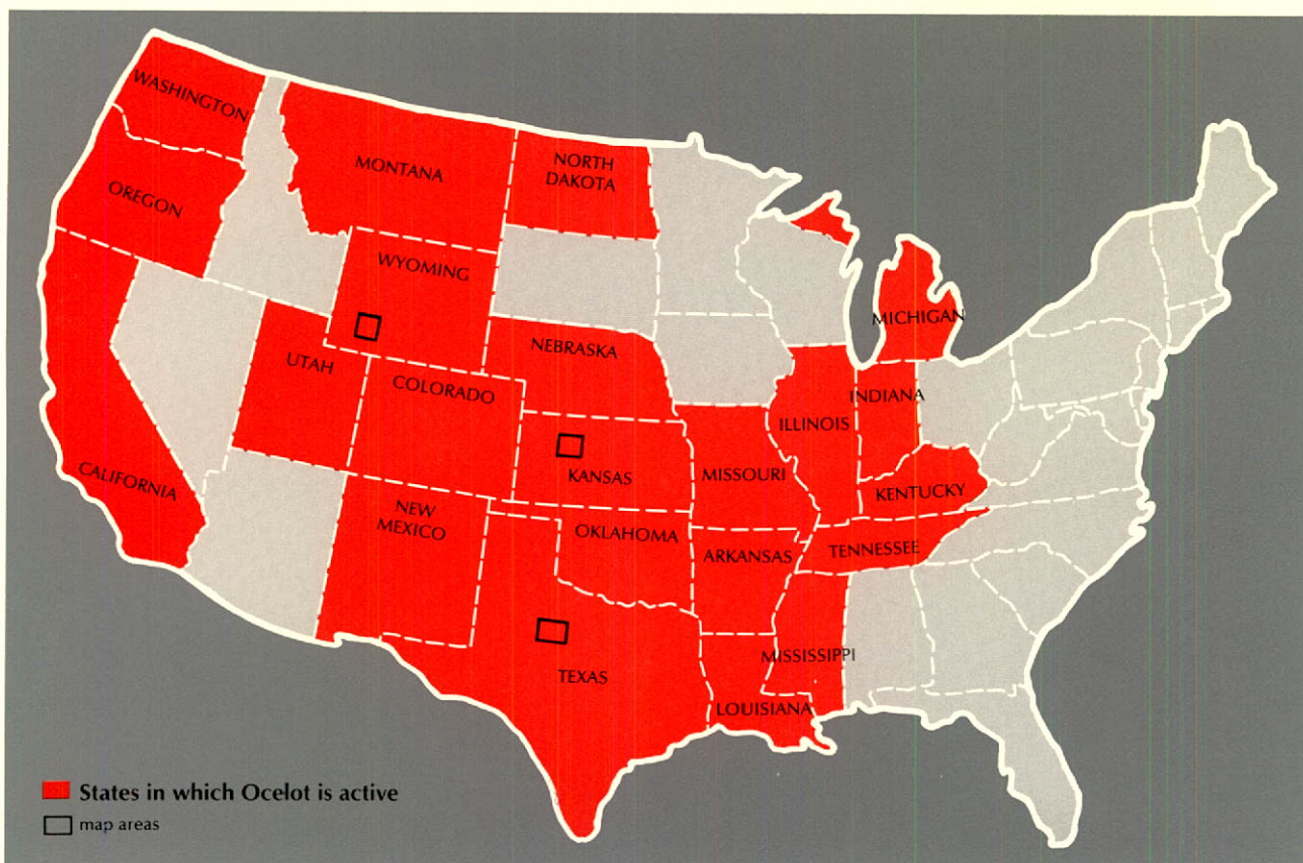 WASHINGTON
MONTANA
NORTH
DAKOTA
OREGON
WYOMING
MICHIGAN
NEBRASKA
UTAH
COLORADO
INDIANA
ILLINOIS
KANSAS
MISSOURI
CALIFORNIA
KENTUCKY
NEW
MEXICO
OKLAHOMA
ARKANSAS
TENNESSEE
MISSISSIPPI
TEXAS
LOUISIANA
States in which Ocelot is active
map areas